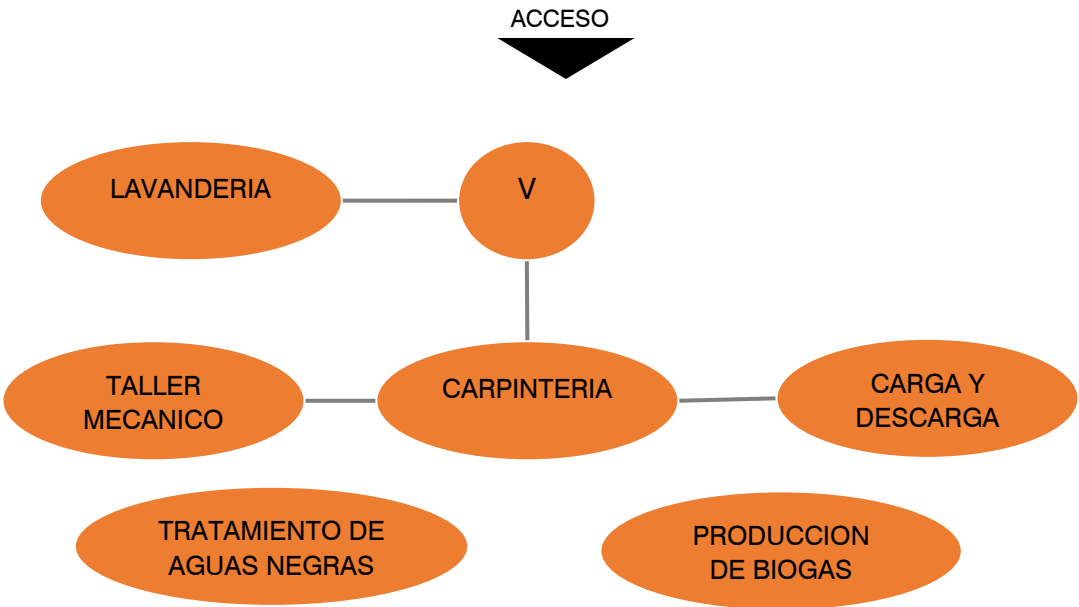 ACCESO
LAVANDERIA
V
TALLER
MECANICO
CARPINTERIA
CARGA Y
DESCARGA
TRATAMIENTO DE
AGUAS NEGRAS
PRODUCCION
DE BIOGAS